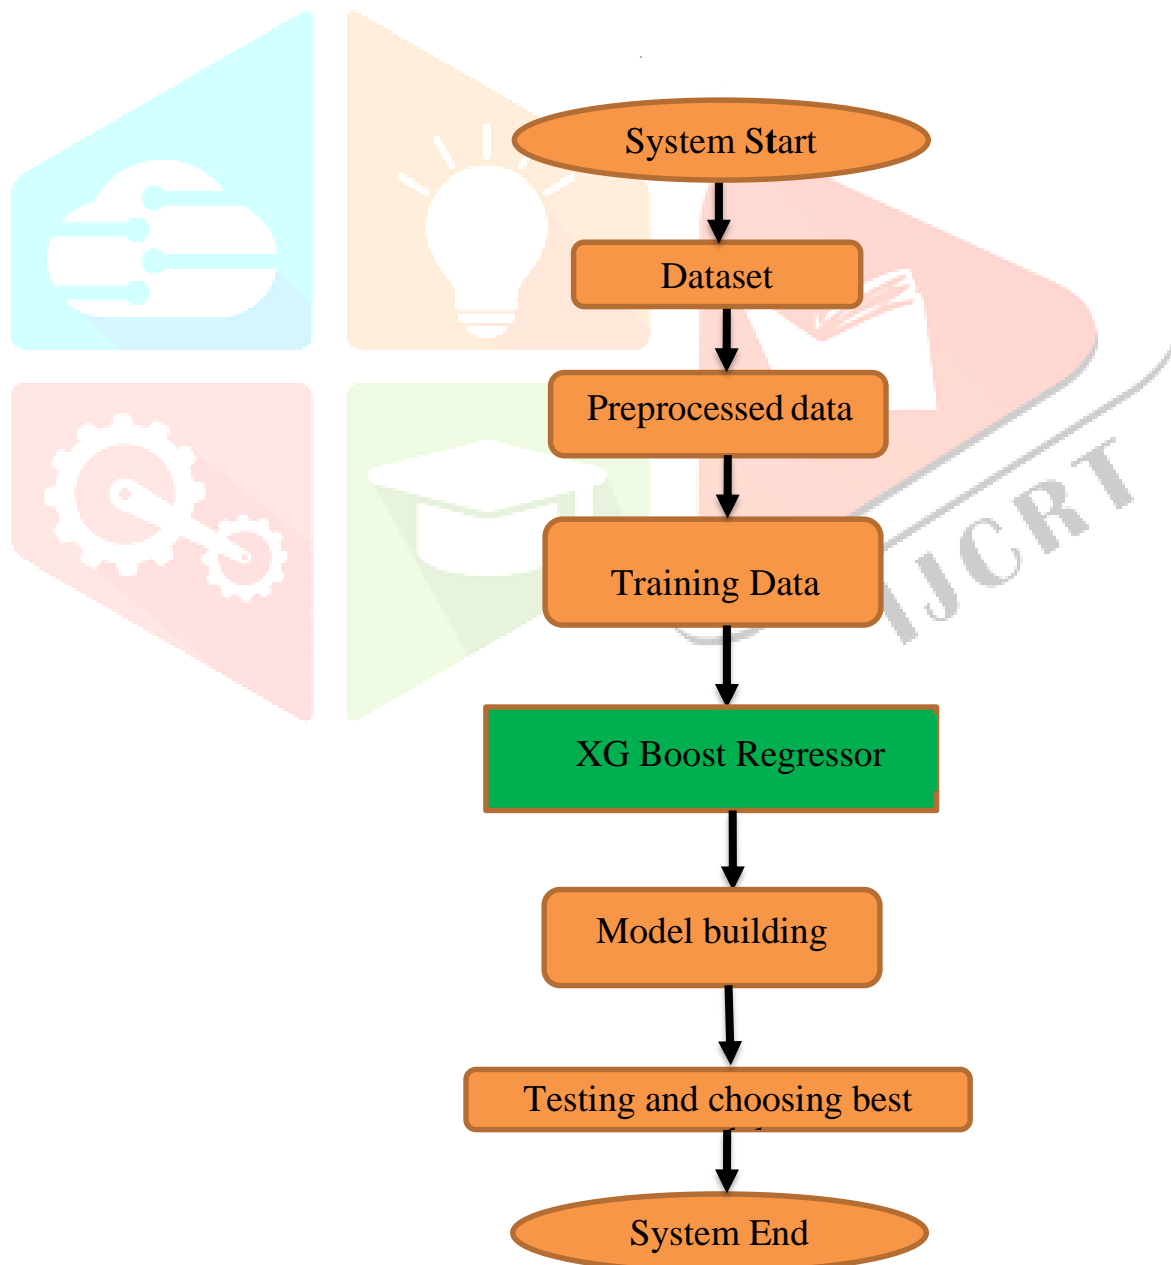 System Start
Dataset
Preprocessed data
Training Data
XG Boost Regressor
Model building
Testing and choosing best
System End
IJCRT